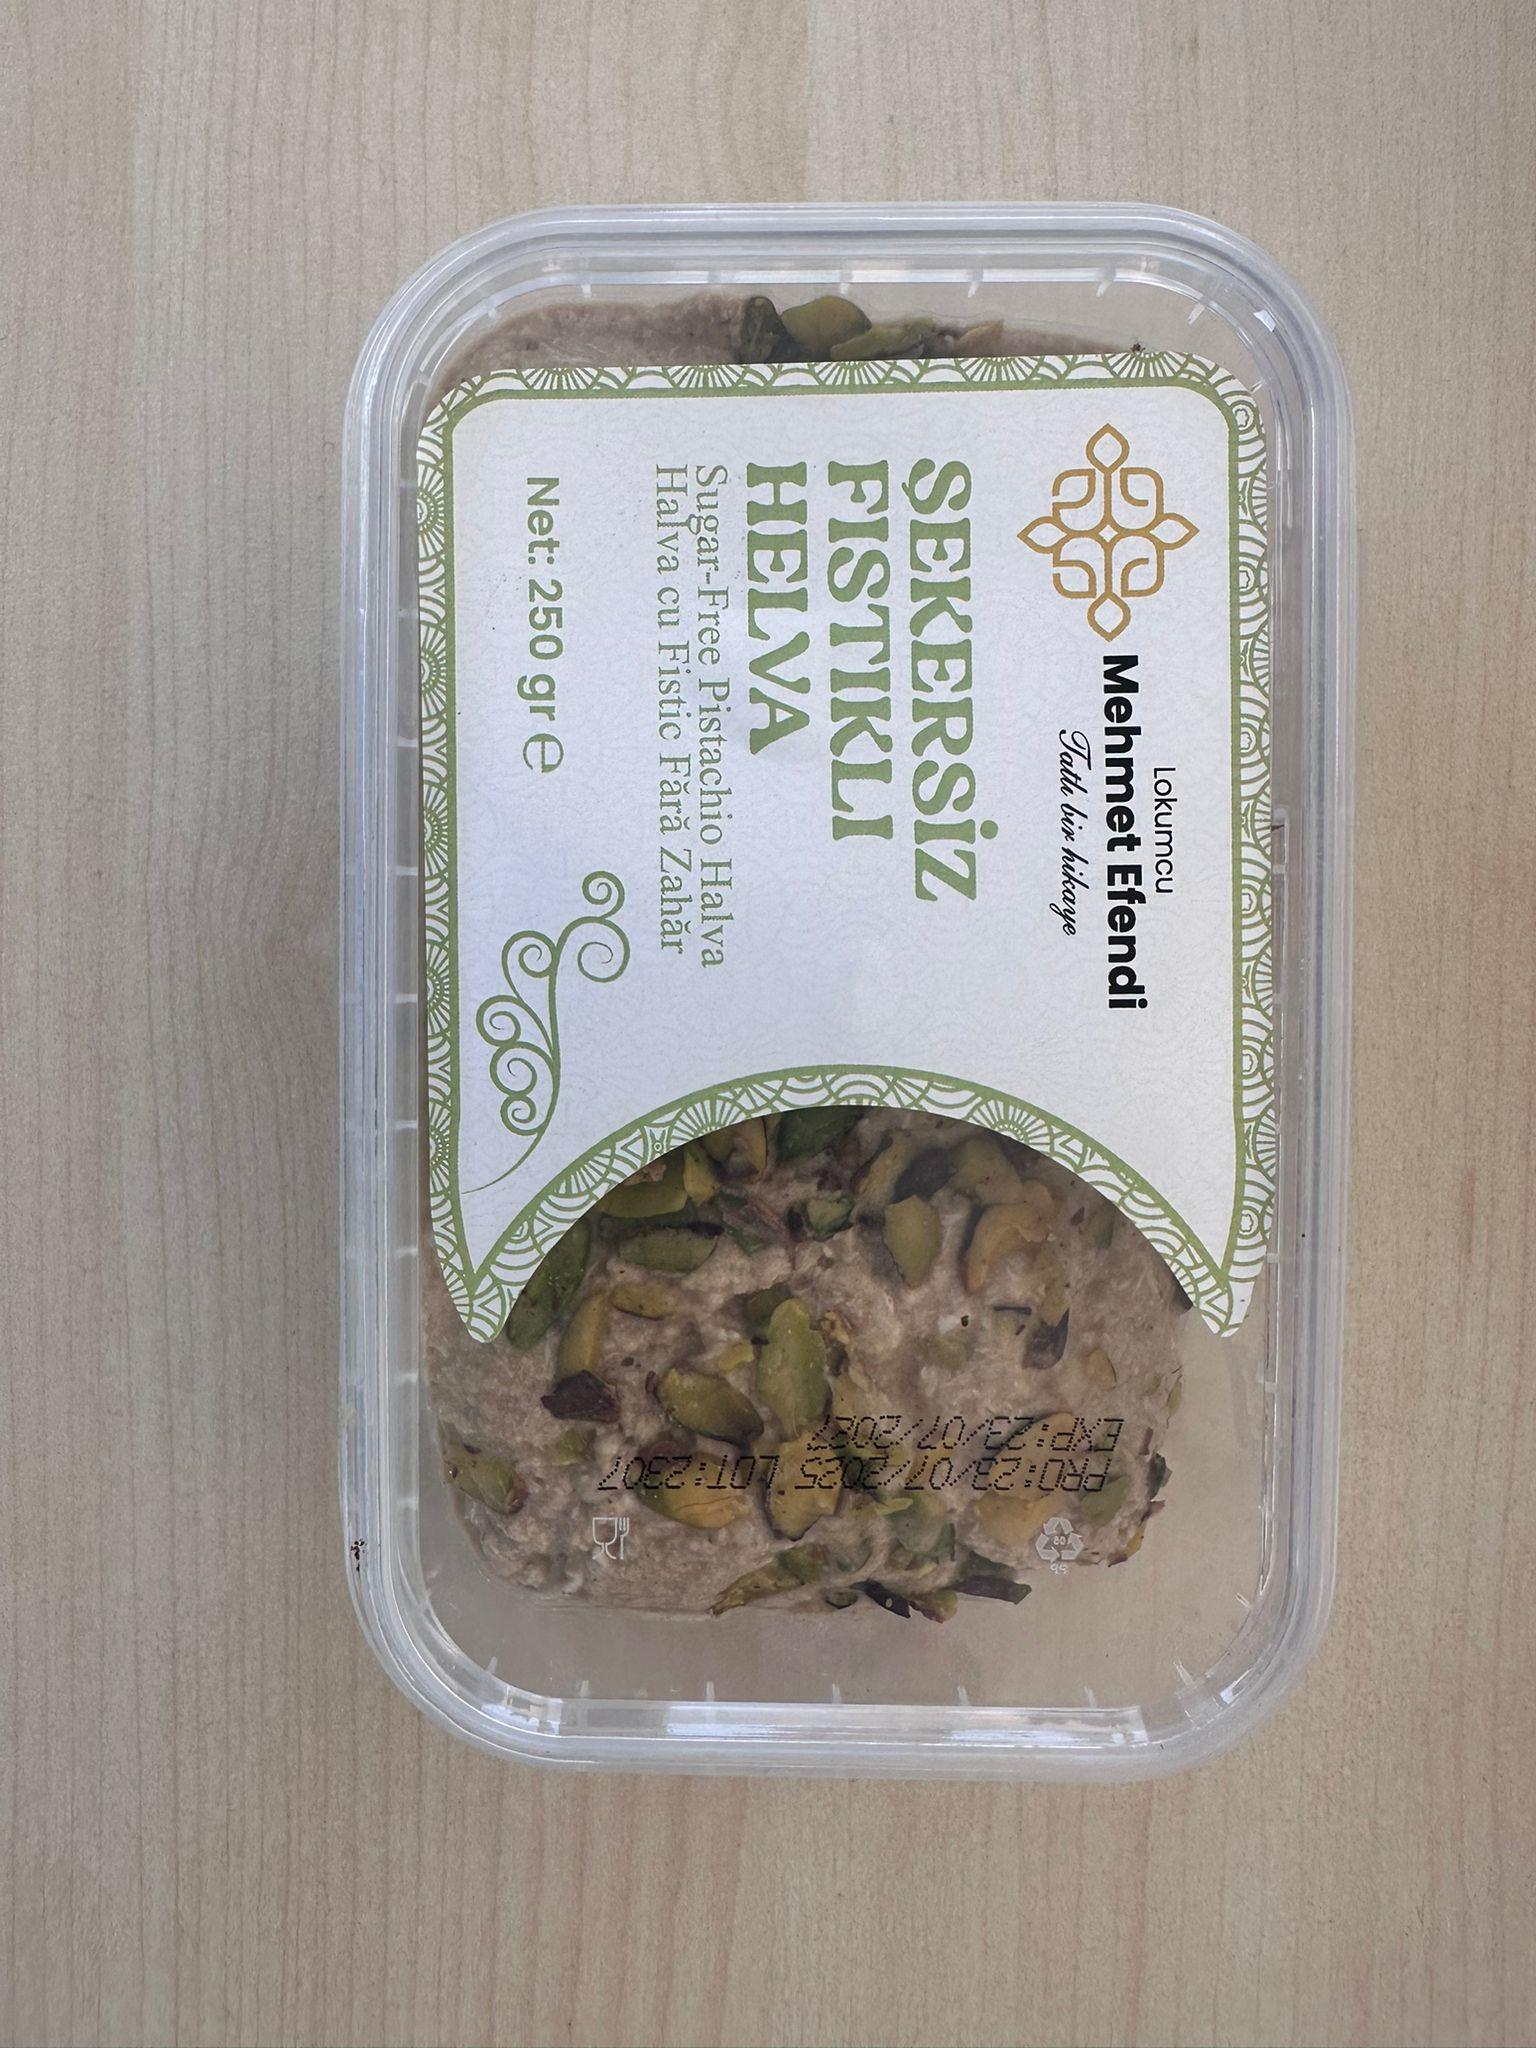 Lokumcu
Mehmet Efendi
Tatlı bir hikaye
ŞEKERSİZ
FISTIKLI
HELVA
Sugar-Free Pistachio Halva
Halva cu Fistic Fără Zahăr
Net: 250 gr ℮
PRD:23/07/2025 LOT:2307
EXP:23/07/2027